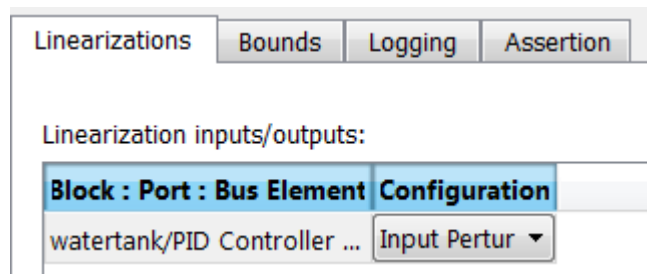 Linearizations Bounds Logging Assertion
Linearization inputs/outputs:
Block : Port : Bus Element Configuration
watertank/PID Controller ... Input Pertur